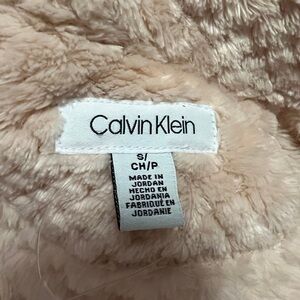 Calvin Klein
S/
CH/P
MADE IN
JORDAN
HECHO EN
JORDANIA
FABRIQUÉ EN
JORDANIE